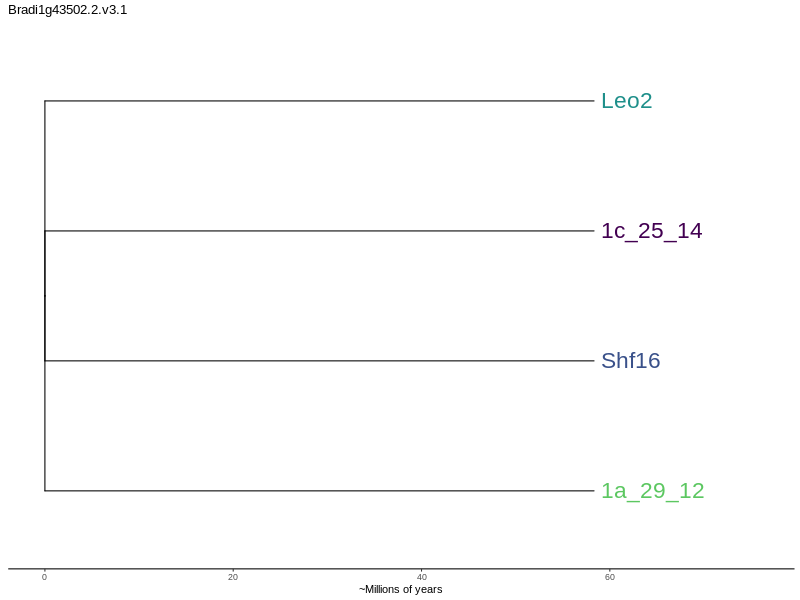 Bradi1g43502.2.v3.1
Leo2
1c_25_14
Shf16
1a_29_12
0 20 40 60
~Millions of years